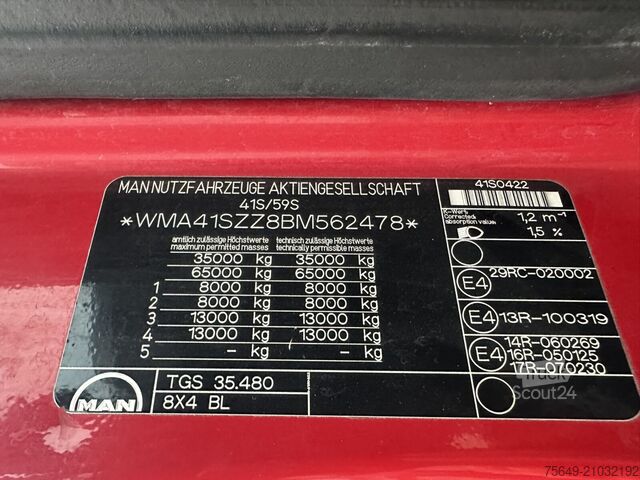 MAN NUTZFAHRZEUGE AKTIENGESELLSCHAFT
41S/59S
*WMA41SZZ8BM562478*
amtlich zulässige Höchstwerte technisch zulässige Höchstwerte
maximum permitted masses technically permissible masses
35000 kg 35000 kg
65000 kg 65000 kg
1 8000 kg 8000 kg
2 8000 kg 8000 kg
3 13000 kg 13000 kg
4 13000 kg 13000 kg
5 - kg - kg
MAN
TGS 35.480
8X4 BL
41S0422
K-Wert
Corrected absorption value: 1,2 m-1
1,5 %
E4 29RC-020002
E4 13R-100319
14R-060269
E4 16R-050125
17R-070230
Truck
Scout24
75649-21032192